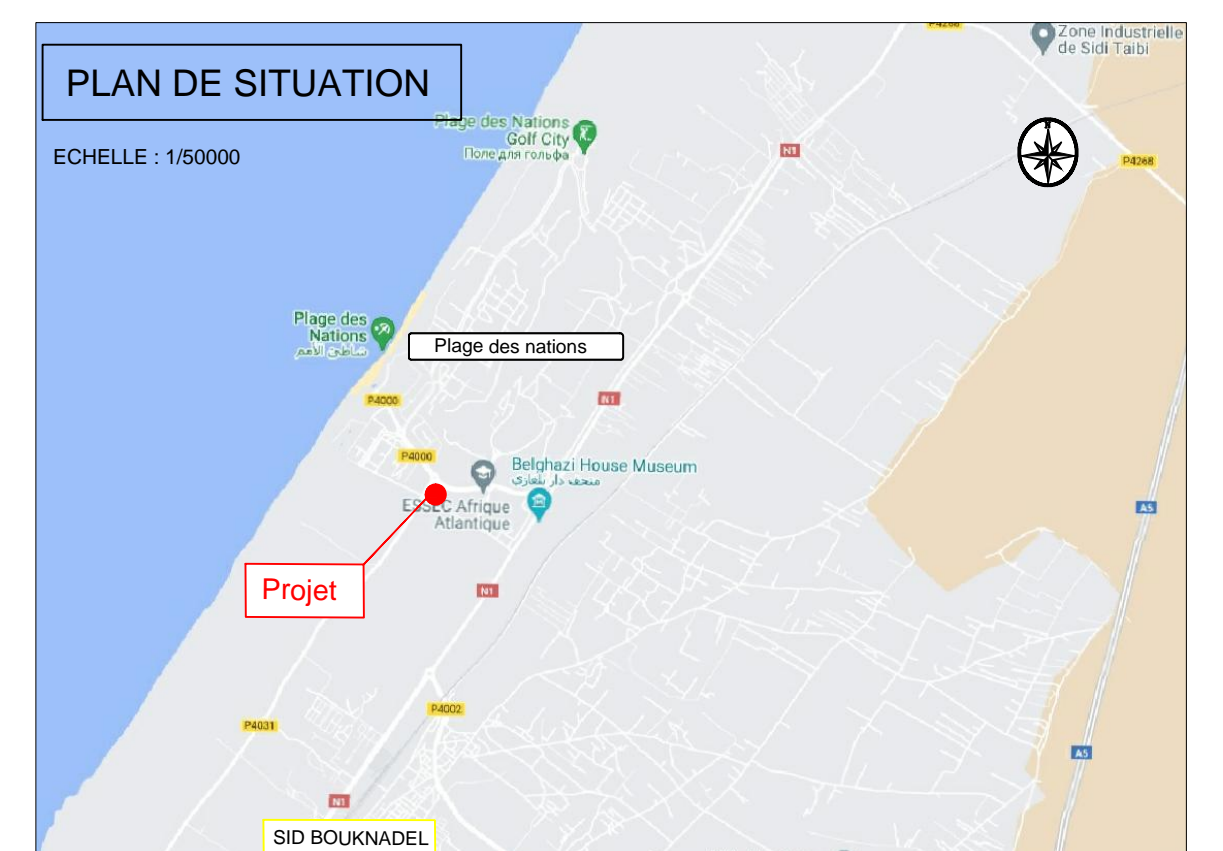 PLAN DE SITUATION
ECHELLE : 1/50000
P4268
Zone Industrielle
de Sidi Taibi
Plage des Nations
Golf City
Поле для гольфа
N
N1
P4268
Plage des
Nations
شاطئ الأمم
Plage des nations
P4000
N1
P4000
Belghazi House Museum
متحف دار بلغازي
ESSEC Afrique
Atlantique
A5
Projet
N1
P4002
P4031
A5
N1
SID BOUKNADEL